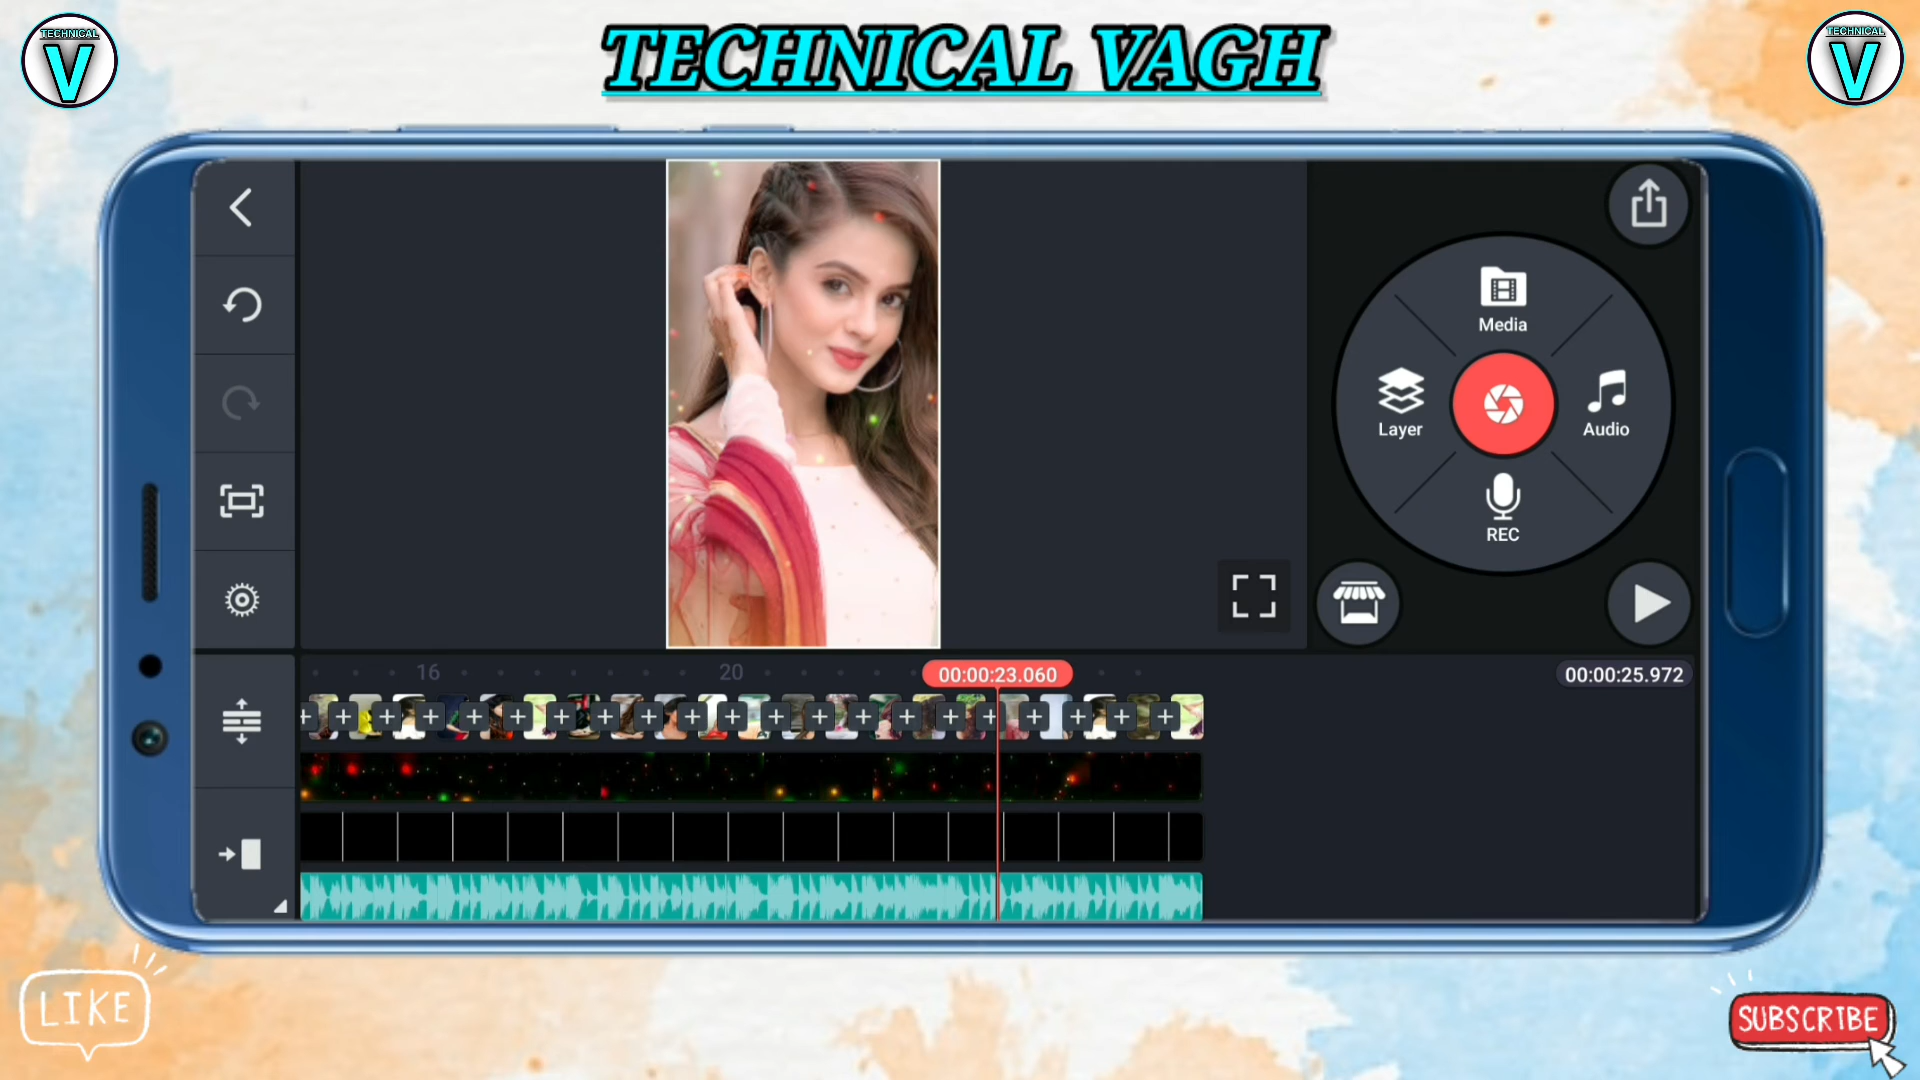 TECHNICAL
V
TECHNICAL VAGH
TECHNICAL
V
Media
Layer
Audio
REC
16
20
00:00:23.060
00:00:25.972
LIKE
SUBSCRIBE